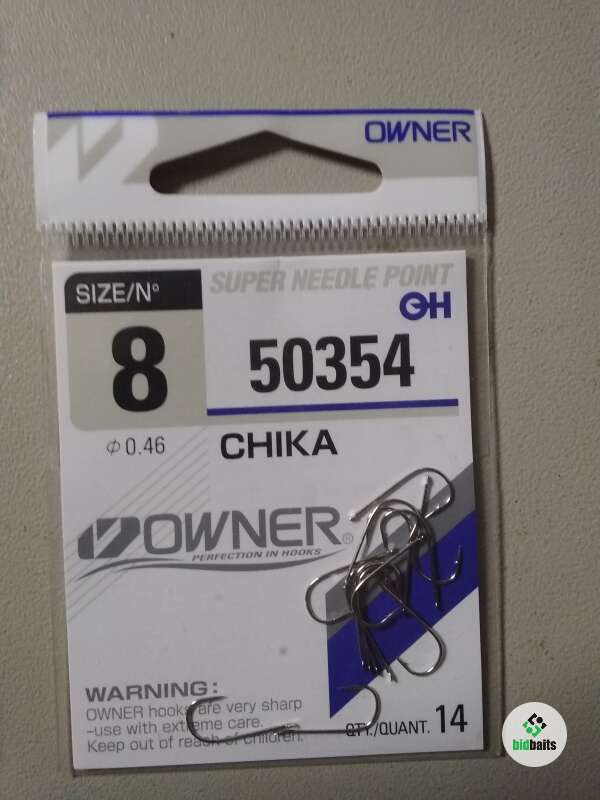 OWNER
SUPER NEEDLE POINT
SIZE/N°
8
50354
φ 0.46
CHIKA
OWNER®
PERFECTION IN HOOKS
WARNING:
OWNER hooks are very sharp
-use with extreme care.
Keep out of reach of children.
QTY./QUANT. 14
bidbaits